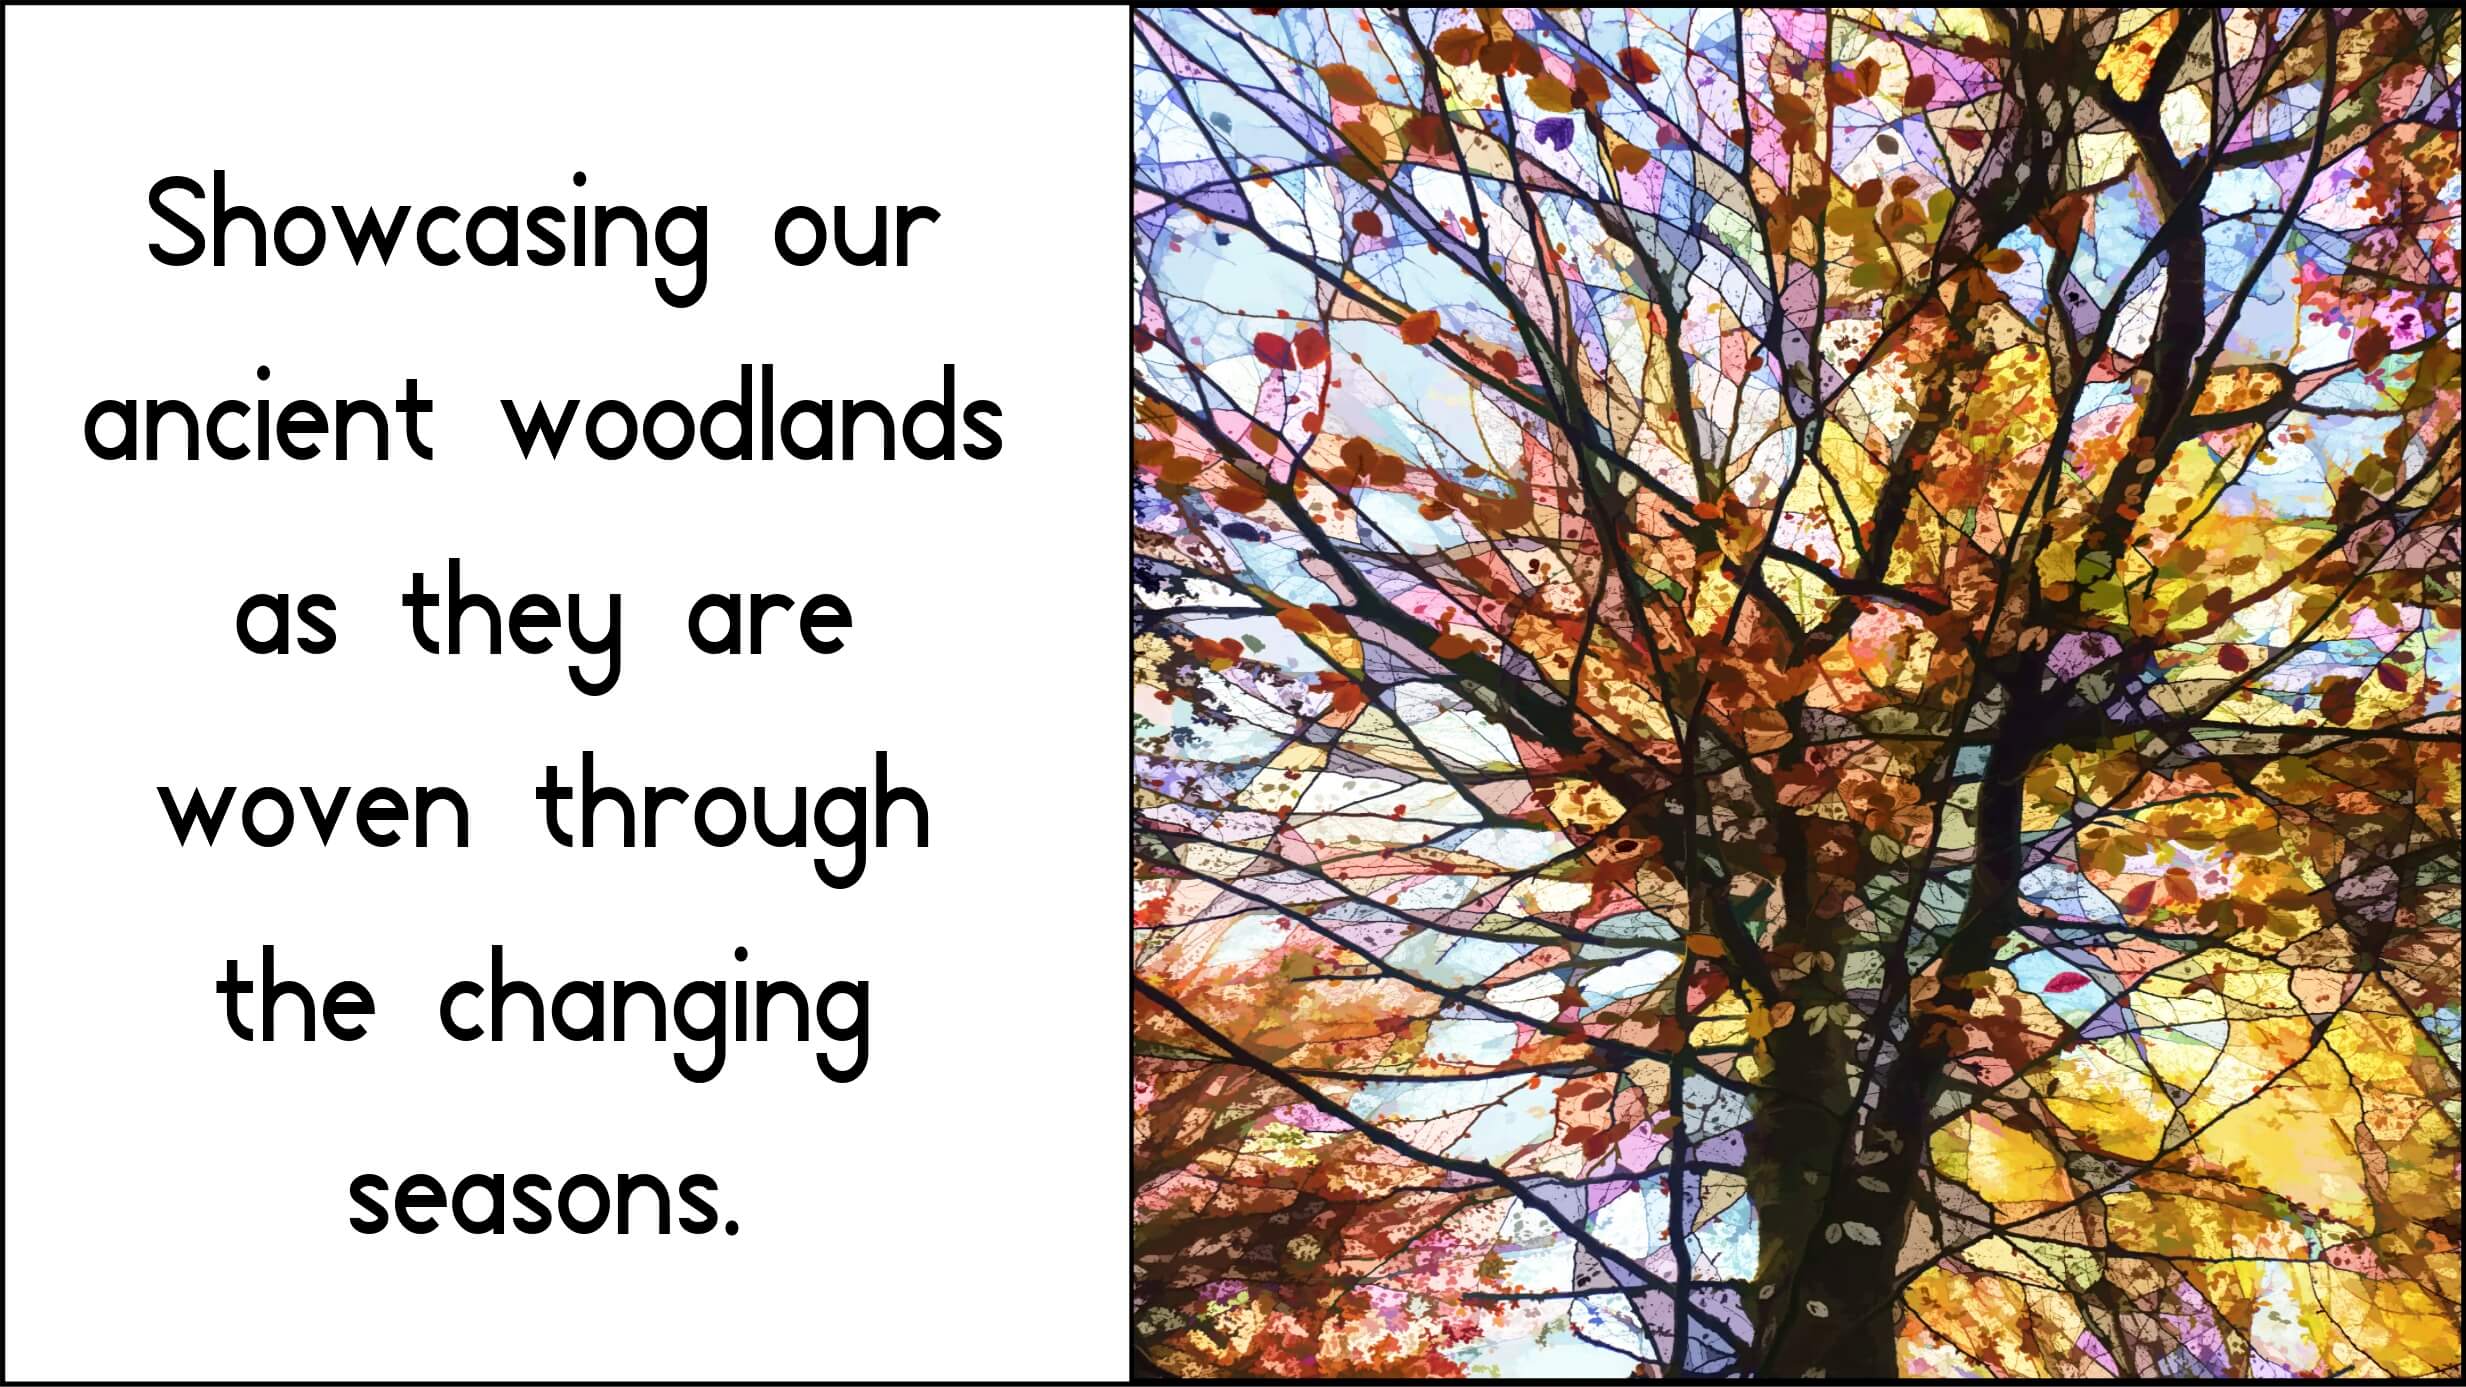 Showcasing our
ancient woodlands
as they are
woven through
the changing
seasons.